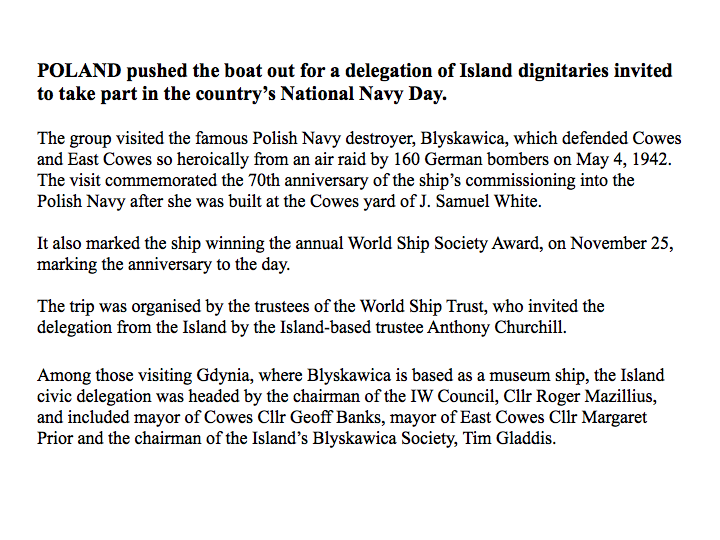 POLAND pushed the boat out for a delegation of Island dignitaries invited
to take part in the country’s National Navy Day.
The group visited the famous Polish Navy destroyer, Blyskawica, which defended Cowes
and East Cowes so heroically from an air raid by 160 German bombers on May 4, 1942.
The visit commemorated the 70th anniversary of the ship’s commissioning into the
Polish Navy after she was built at the Cowes yard of J. Samuel White.
It also marked the ship winning the annual World Ship Society Award, on November 25,
marking the anniversary to the day.
The trip was organised by the trustees of the World Ship Trust, who invited the
delegation from the Island by the Island-based trustee Anthony Churchill.
Among those visiting Gdynia, where Blyskawica is based as a museum ship, the Island
civic delegation was headed by the chairman of the IW Council, Cllr Roger Mazillius,
and included mayor of Cowes Cllr Geoff Banks, mayor of East Cowes Cllr Margaret
Prior and the chairman of the Island’s Blyskawica Society, Tim Gladdis.